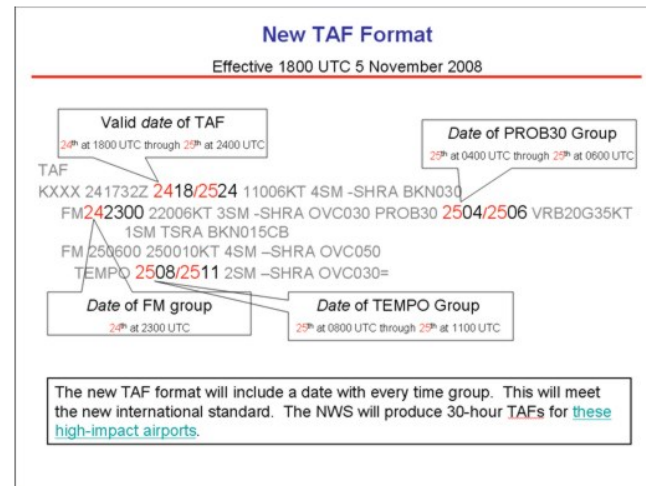 New TAF Format
Effective 1800 UTC 5 November 2008
Valid date of TAF
24th at 1800 UTC through 25th at 2400 UTC
Date of PROB30 Group
25th at 0400 UTC through 25th at 0600 UTC
TAF
KXXX 241732Z 2418/2524 11006KT 4SM -SHRA BKN030
FM242300 22006KT 3SM -SHRA OVC030 PROB30 2504/2506 VRB20G35KT
1SM TSRA BKN015CB
FM 250600 250010KT 4SM –SHRA OVC050
TEMPO 2508/2511 2SM –SHRA OVC030=
Date of FM group
24th at 2300 UTC
Date of TEMPO Group
25th at 0800 UTC through 25th at 1100 UTC
The new TAF format will include a date with every time group. This will meet
the new international standard. The NWS will produce 30-hour TAFs for these
high-impact airports.